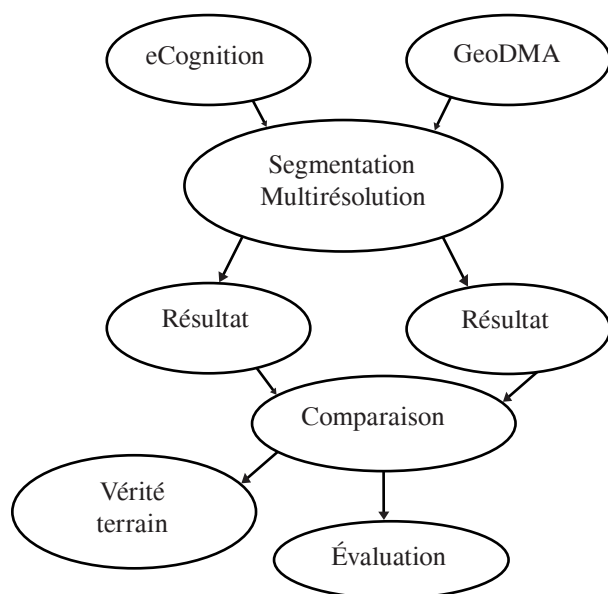 eCognition
GeoDMA
Segmentation
Multirésolution
Résultat
Résultat
Comparaison
Vérité
terrain
Évaluation